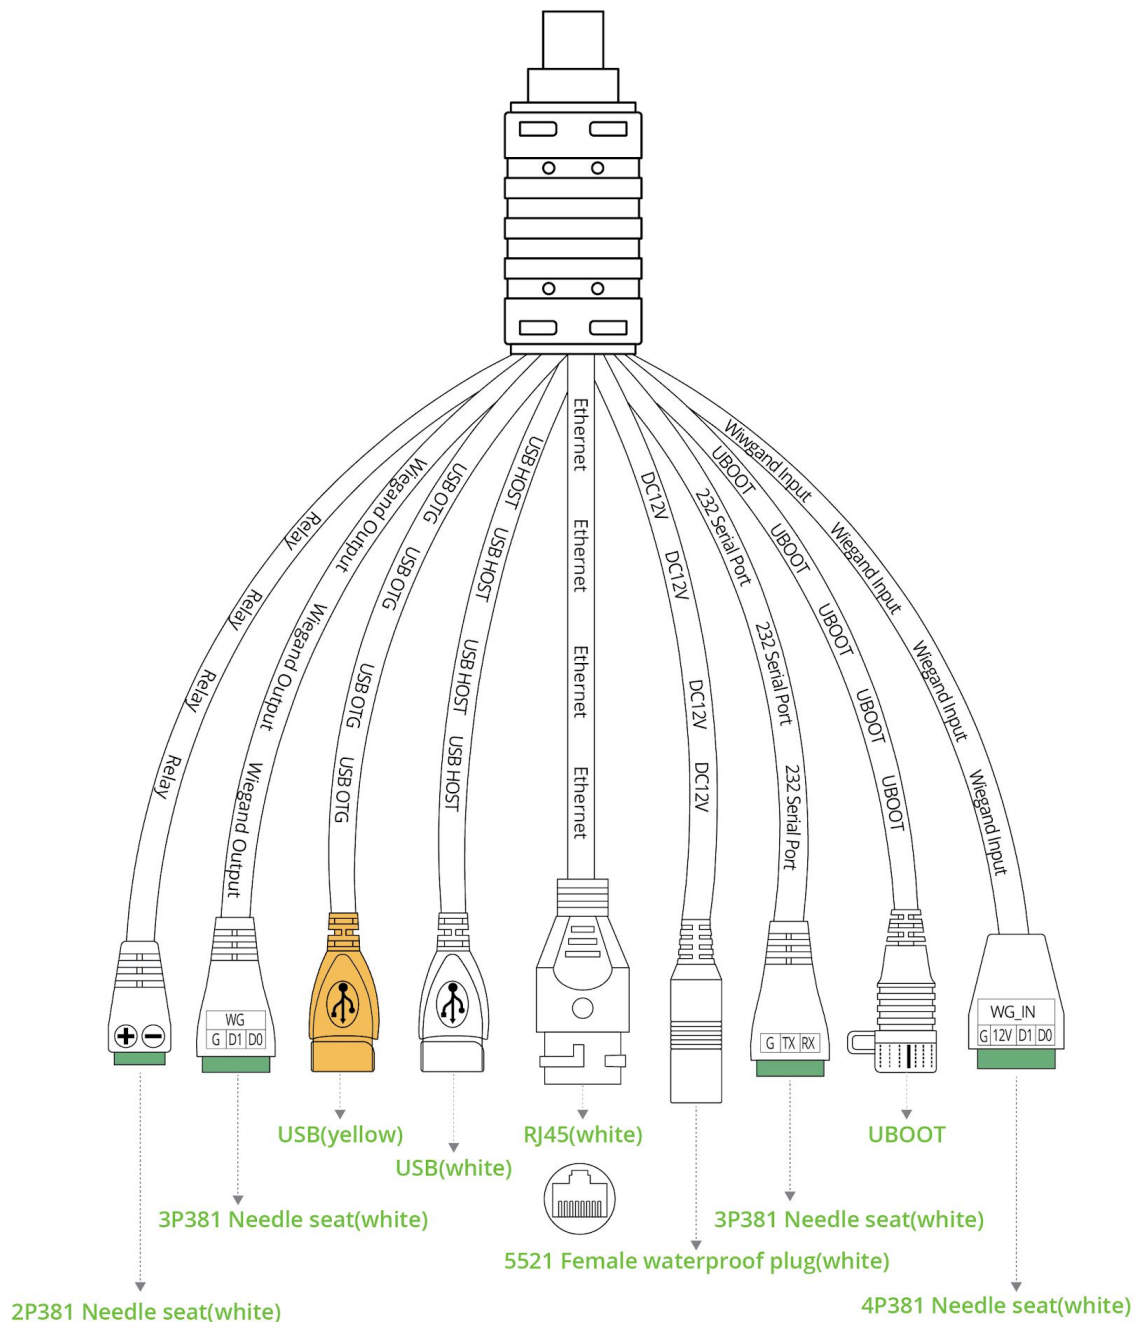 Relay
Relay
Relay
Relay
Wiegand Output
Wiegand Output
Wiegand Output
USB OTG
USB OTG
USB OTG
USB OTG
USB HOST
USB HOST
USB HOST
USB HOST
Ethernet
Ethernet
Ethernet
Ethernet
DC12V
DC12V
DC12V
DC12V
232 Serial Port
232 Serial Port
232 Serial Port
UBOOT
UBOOT
UBOOT
UBOOT
UBOOT
Wiwgand Input
Wiegand Input
Wiegand Input
Wiegand Input
WG
G D1 D0
G TX RX
WG_IN
G 12V D1 D0
USB(yellow)
USB(white)
RJ45(white)
UBOOT
3P381 Needle seat(white)
3P381 Needle seat(white)
5521 Female waterproof plug(white)
2P381 Needle seat(white)
4P381 Needle seat(white)